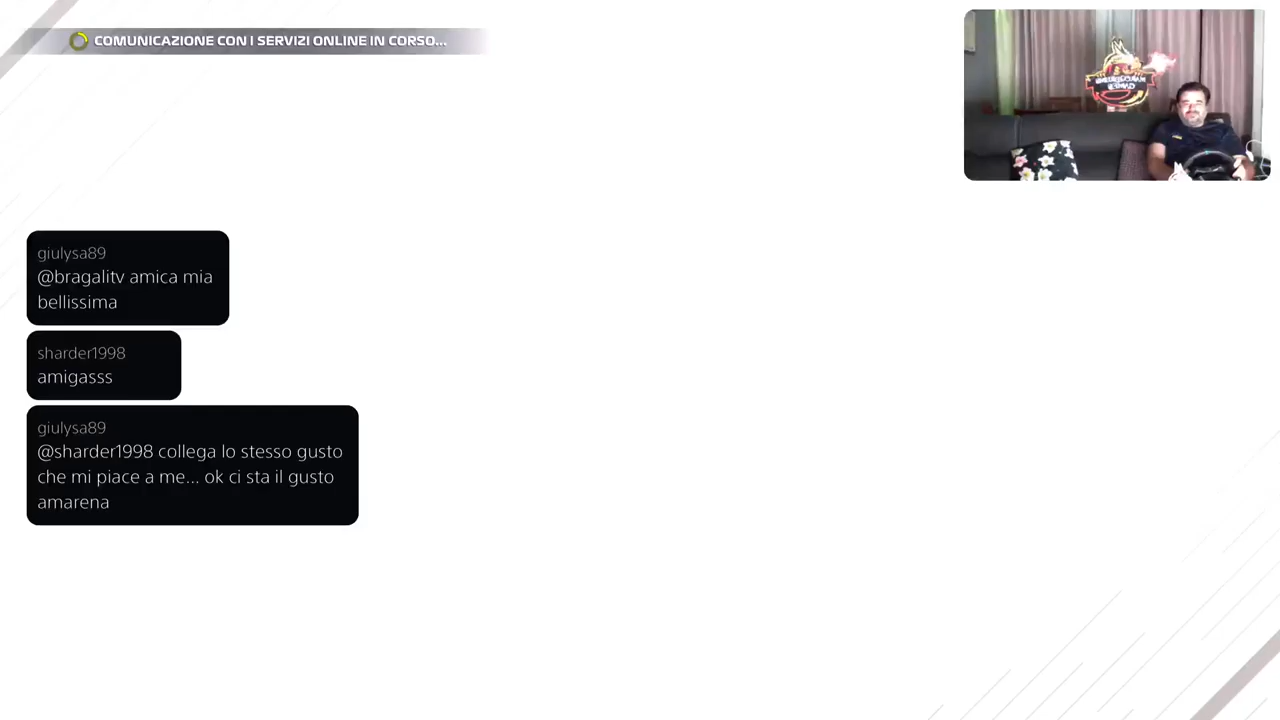 COMUNICAZIONE CON I SERVIZI ONLINE IN CORSO...
giulysa89
@bragalitv amica mia
bellissima
sharder1998
amigasss
giulysa89
@sharder1998 collega lo stesso gusto
che mi piace a me... ok ci sta il gusto
amarena